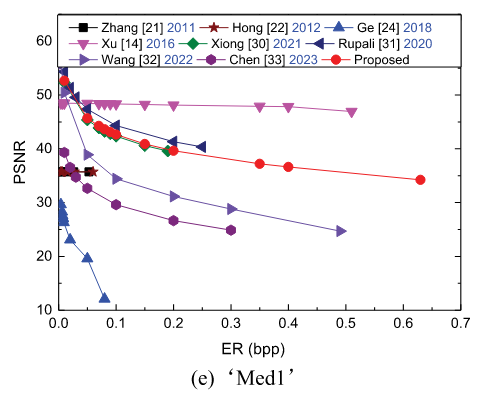 60
50
40
30
20
10
PSNR
Zhang [21] 2011 Hong [22] 2012 Ge [24] 2018
Xu [14] 2016 Xiong [30] 2021 Rupali [31] 2020
Wang [32] 2022 Chen [33] 2023 Proposed
0.0 0.1 0.2 0.3 0.4 0.5 0.6 0.7
ER (bpp)
(e) ‘Med1’